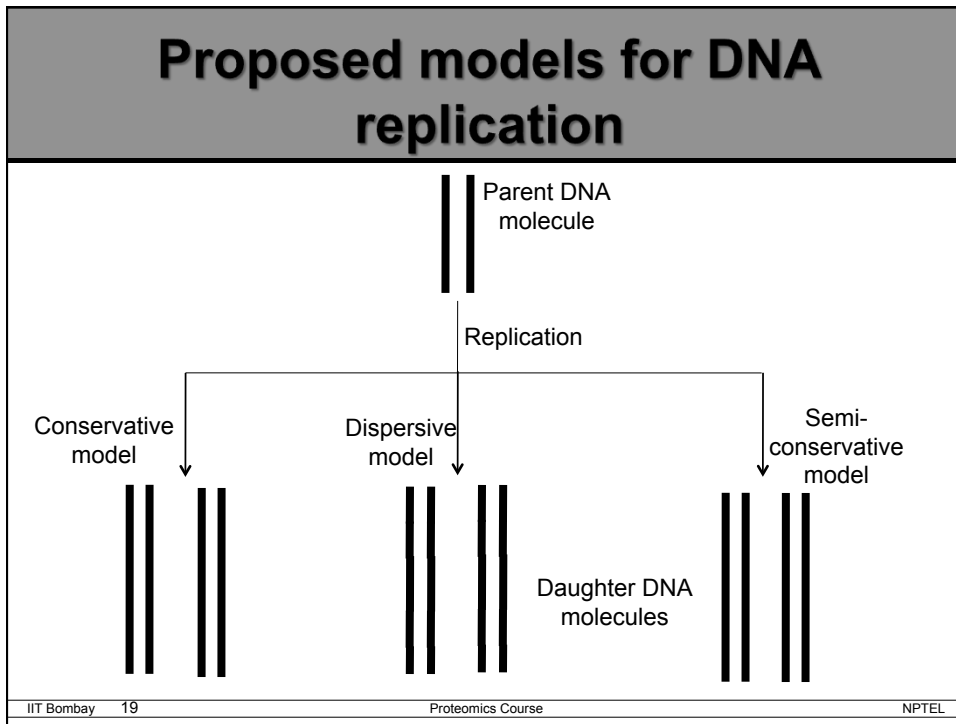 Proposed models for DNA
replication
Parent DNA
molecule
Replication
Conservative
model
Dispersive
model
Semi-
conservative
model
Daughter DNA
molecules
IIT Bombay 19 Proteomics Course NPTEL